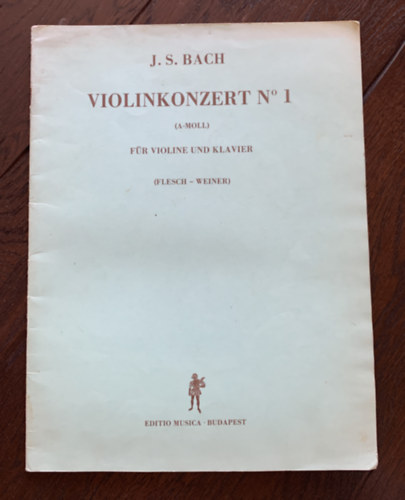 J. S. BACH
VIOLINKONZERT Nº 1
(A-MOLL)
FÜR VIOLINE UND KLAVIER
(FLESCH – WEINER)
EDITIO MUSICA · BUDAPEST